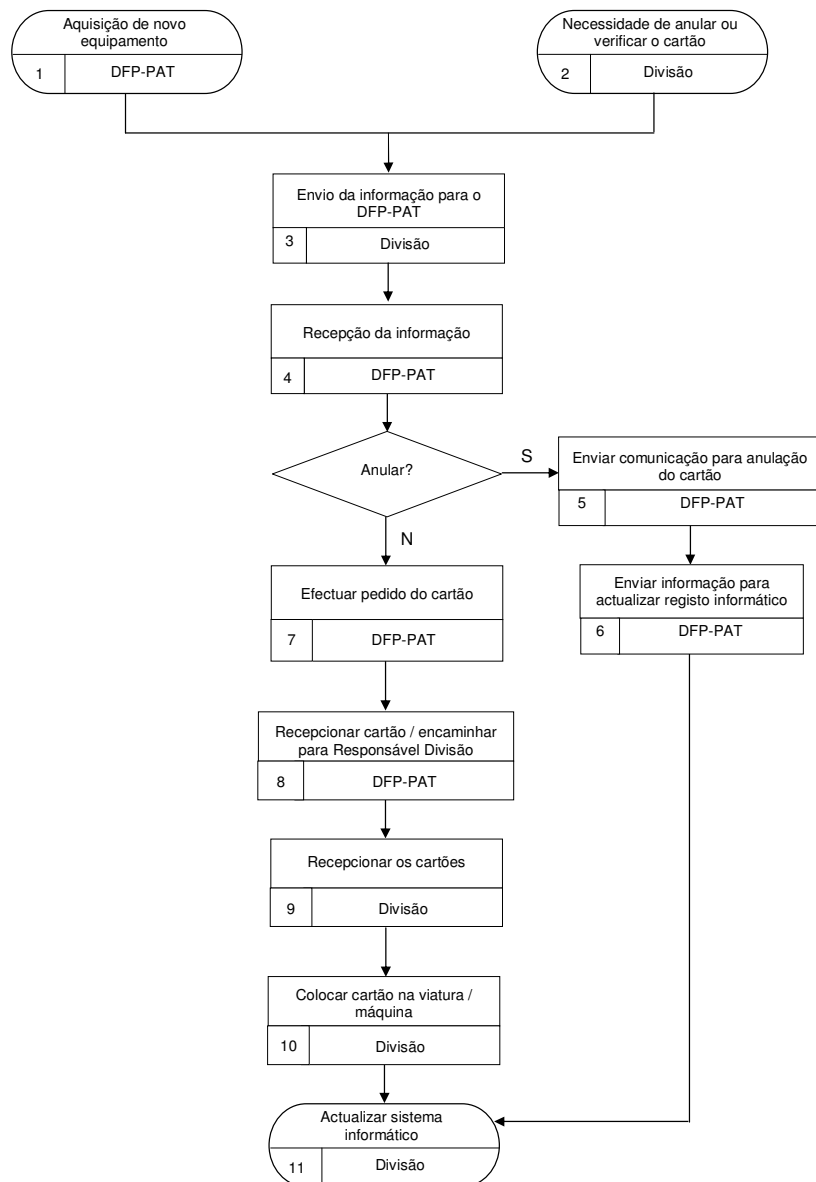 Aquisição de novo
equipamento
1 DFP-PAT
Necessidade de anular ou
verificar o cartão
2 Divisão
Envio da informação para o
DFP-PAT
3 Divisão
Recepção da informação
4 DFP-PAT
Anular?
S
N
Enviar comunicação para anulação
do cartão
5 DFP-PAT
Enviar informação para
actualizar registo informático
6 DFP-PAT
Efectuar pedido do cartão
7 DFP-PAT
Recepcionar cartão / encaminhar
para Responsável Divisão
8 DFP-PAT
Recepcionar os cartões
9 Divisão
Colocar cartão na viatura /
máquina
10 Divisão
Actualizar sistema
informático
11 Divisão